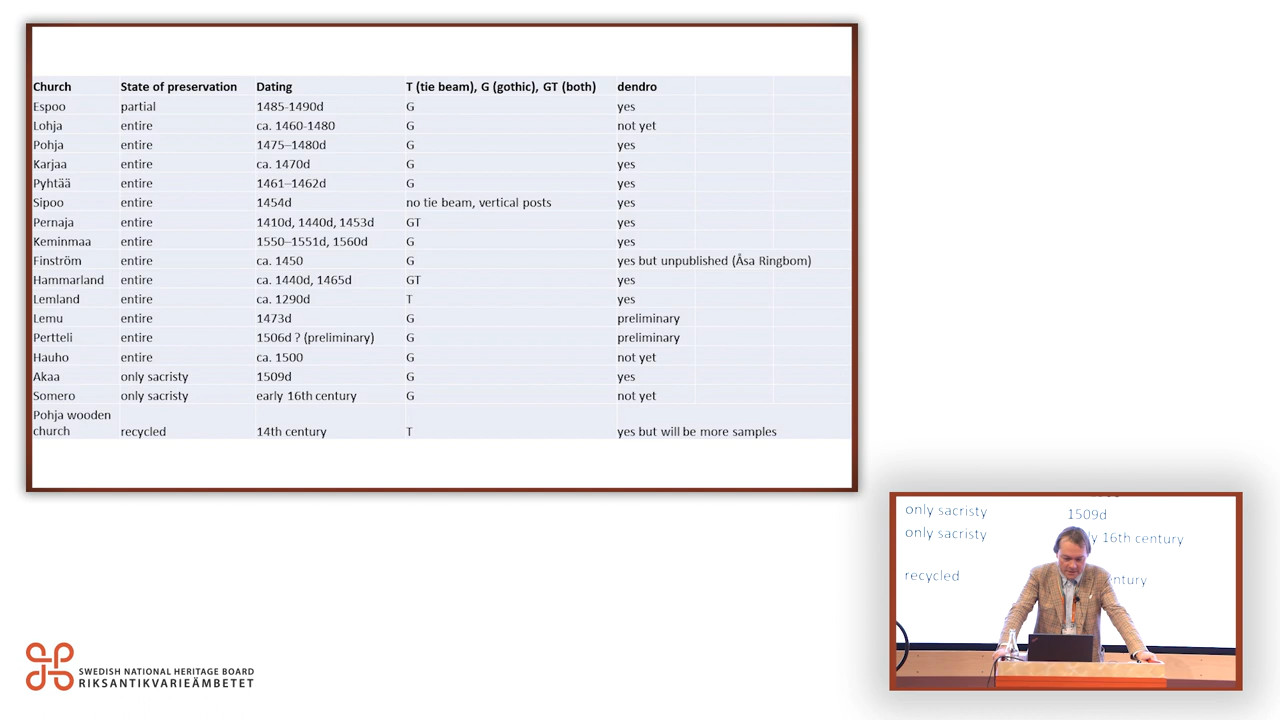 Church State of preservation Dating T (tie beam), G (gothic), GT (both) dendro
Espoo partial 1485-1490d G yes
Lohja entire ca. 1460-1480 G not yet
Pohja entire 1475–1480d G yes
Karjaa entire ca. 1470d G yes
Pyhtää entire 1461–1462d G yes
Sipoo entire 1454d no tie beam, vertical posts yes
Pernaja entire 1410d, 1440d, 1453d GT yes
Keminmaa entire 1550–1551d, 1560d G yes
Finström entire ca. 1450 G yes but unpublished (Åsa Ringbom)
Hammarland entire ca. 1440d, 1465d GT yes
Lemland entire ca. 1290d T yes
Lemu entire 1473d G preliminary
Pertteli entire 1506d ? (preliminary) G preliminary
Hauho entire ca. 1500 G not yet
Akaa only sacristy 1509d G yes
Somero only sacristy early 16th century G not yet
Pohja wooden
church recycled 14th century T yes but will be more samples
only sacristy 1509d
only sacristy 16th century
recycled
SWEDISH NATIONAL HERITAGE BOARD
RIKSANTIKVARIEÄMBETET